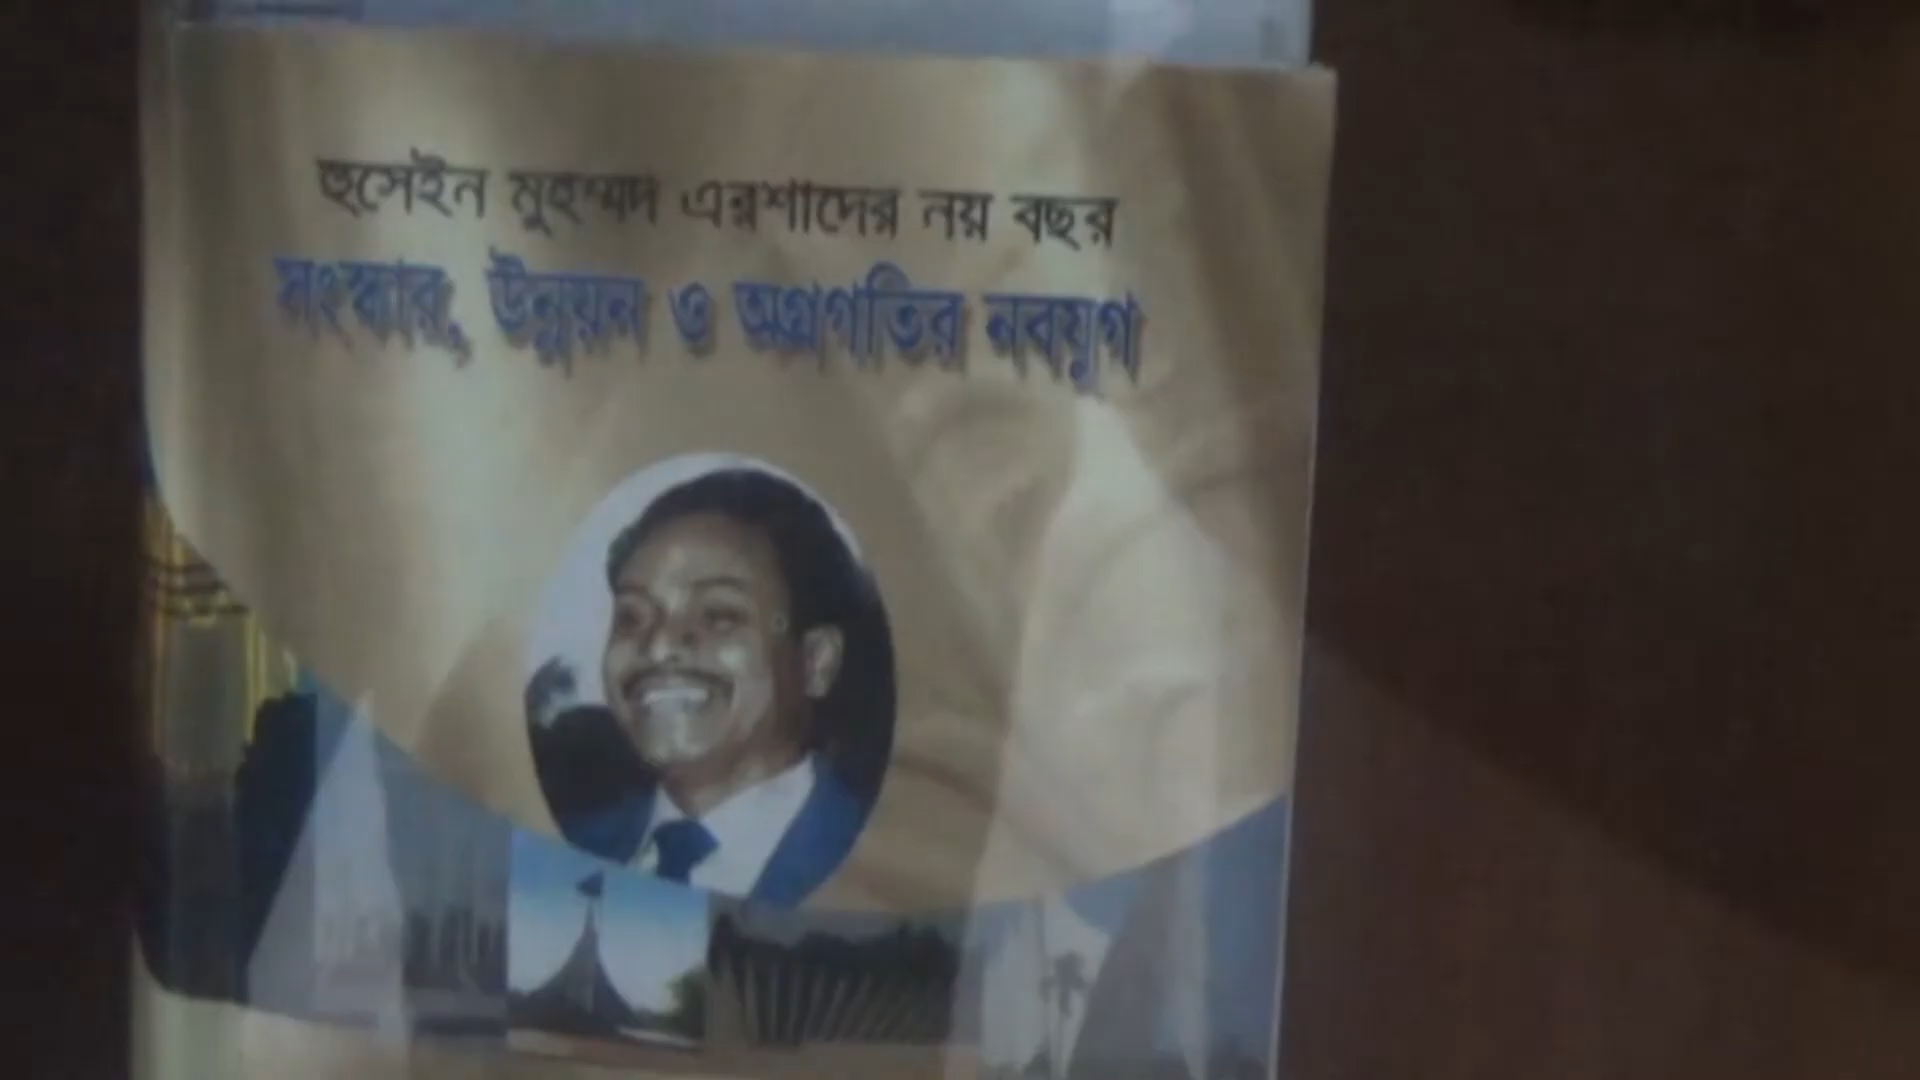 হুসেইন মুহম্মদ এরশাদের নয় বছর
সংস্কার, উন্নয়ন ও অগ্রগতির নবযুগ